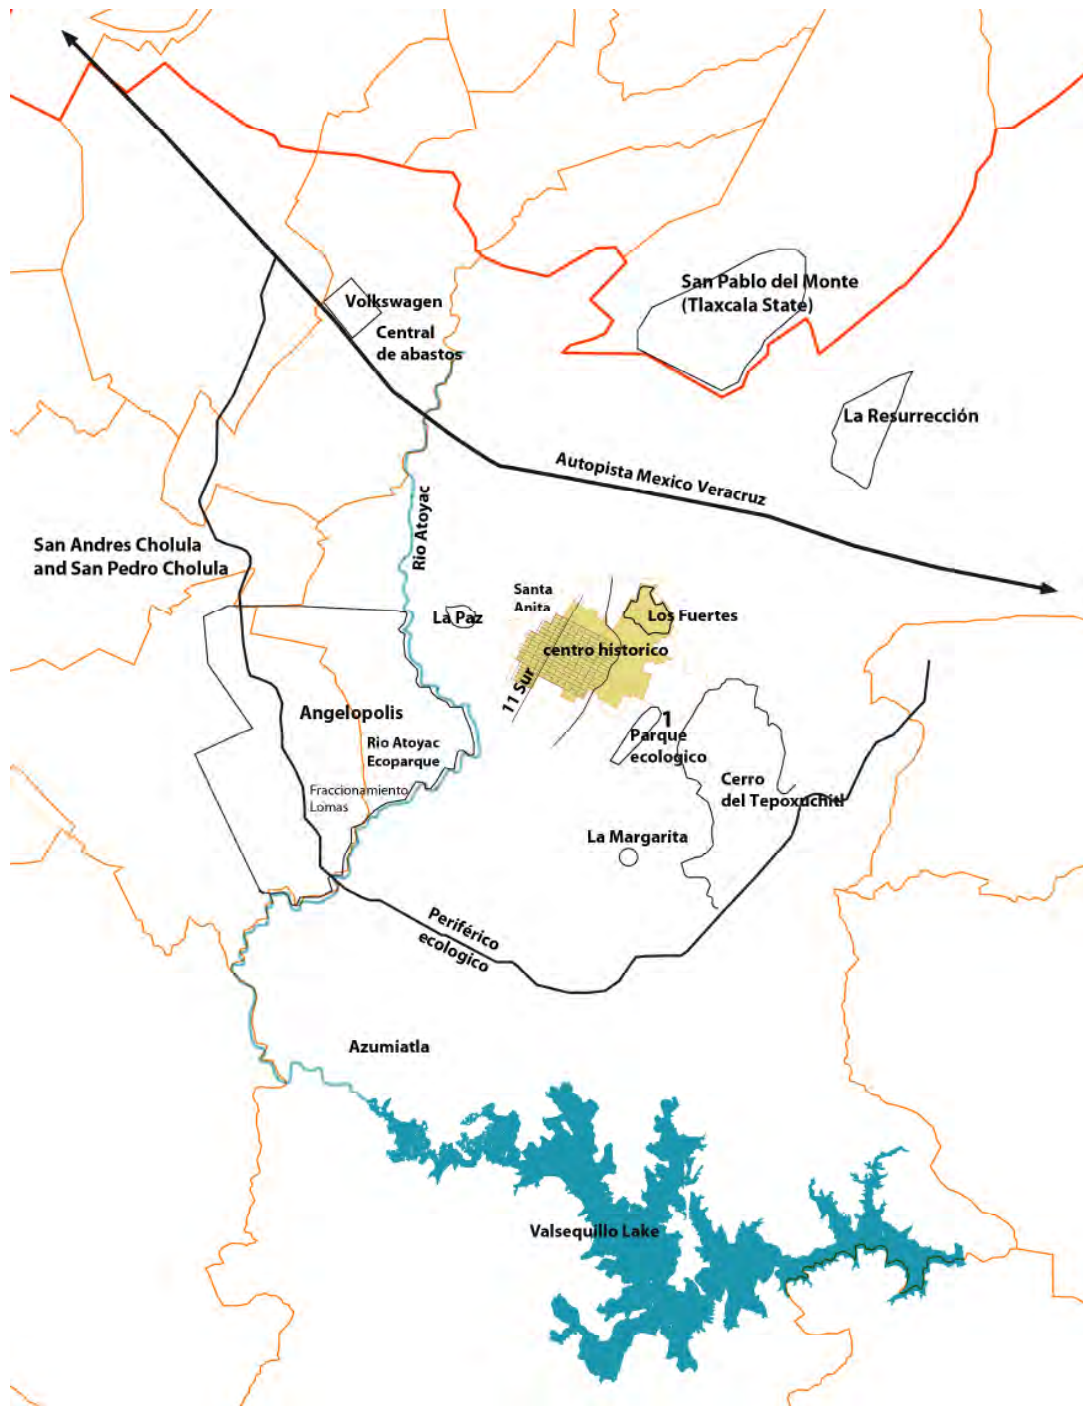 San Pablo del Monte
(Tlaxcala State)
Volkswagen
Central
de abastos
La Resurrección
Autopista Mexico Veracruz
Rio Atoyac
San Andres Cholula
and San Pedro Cholula
Santa
Anita
La Paz
Los Fuertes
centro historico
11 Sur
Angelopolis
1
Parque
ecologico
Rio Atoyac
Ecoparque
Cerro
del Tepoxuchitl
Fraccionamiento
Lomas
La Margarita
Periférico
ecologico
Azumiatla
Valsequillo Lake